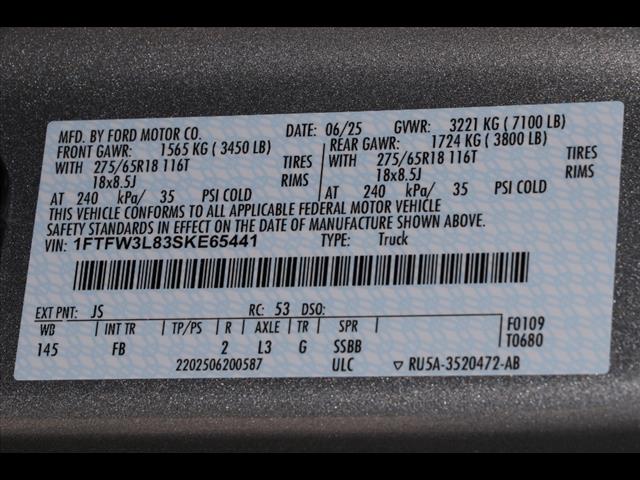 MFD. BY FORD MOTOR CO. DATE: 06/25 GVWR: 3221 KG ( 7100 LB)
FRONT GAWR: 1565 KG ( 3450 LB) REAR GAWR: 1724 KG ( 3800 LB)
WITH 275/65R18 116T TIRES WITH 275/65R18 116T TIRES
18x8.5J RIMS 18x8.5J RIMS
AT 240 kPa/ 35 PSI COLD AT 240 kPa/ 35 PSI COLD
THIS VEHICLE CONFORMS TO ALL APPLICABLE FEDERAL MOTOR VEHICLE
SAFETY STANDARDS IN EFFECT ON THE DATE OF MANUFACTURE SHOWN ABOVE.
VIN: 1FTFW3L83SKE65441 TYPE: Truck
EXT PNT: JS RC: 53 DSO:
WB INT TR TP/PS R AXLE TR SPR F0109
145 FB 2 L3 G SSBB T0680
2202506200587 ULC ▽ RU5A-3520472-AB